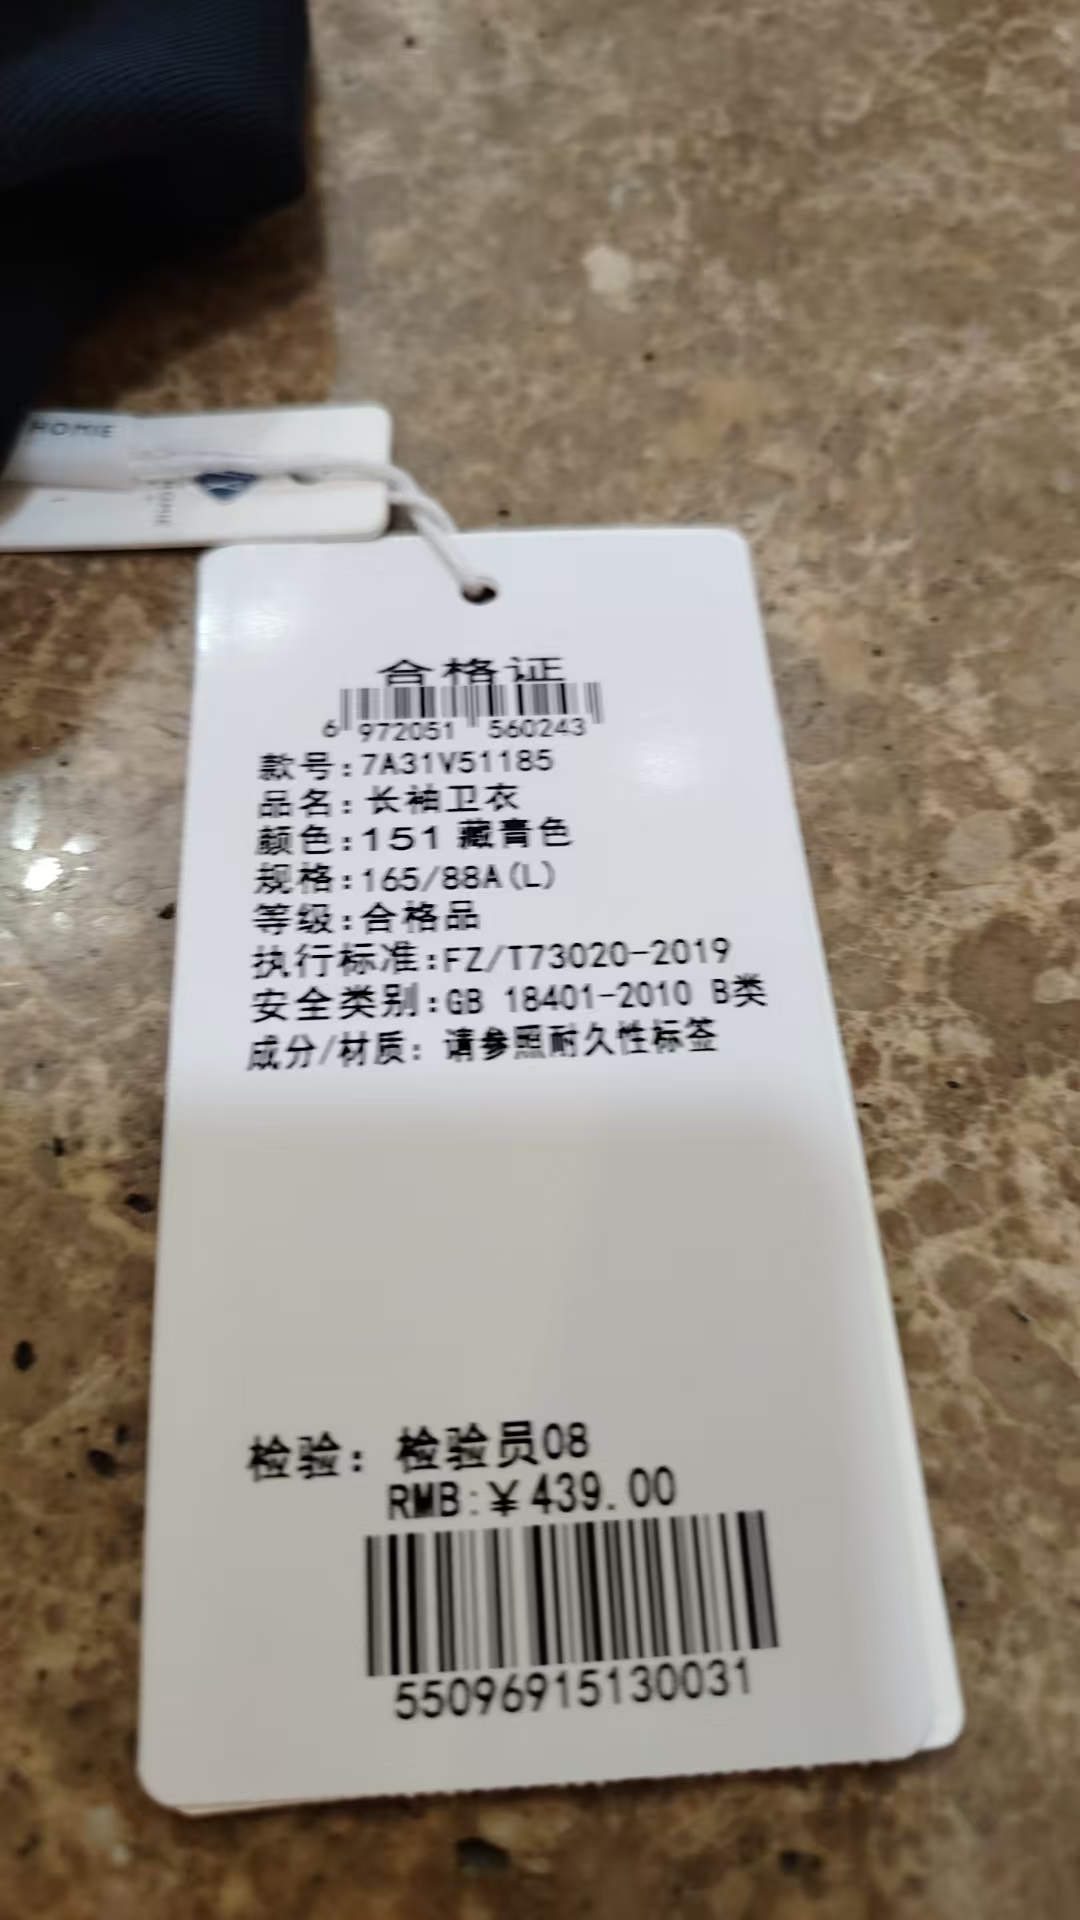 HOMIE
合格证
6 972051 560243
款号:7A31V51185
品名:长袖卫衣
颜色:151 藏青色
规格:165/88A(L)
等级:合格品
执行标准:FZ/T73020-2019
安全类别:GB 18401-2010 B类
成分/材质: 请参照耐久性标签
检验: 检验员08
RMB:¥439.00
55096915130031